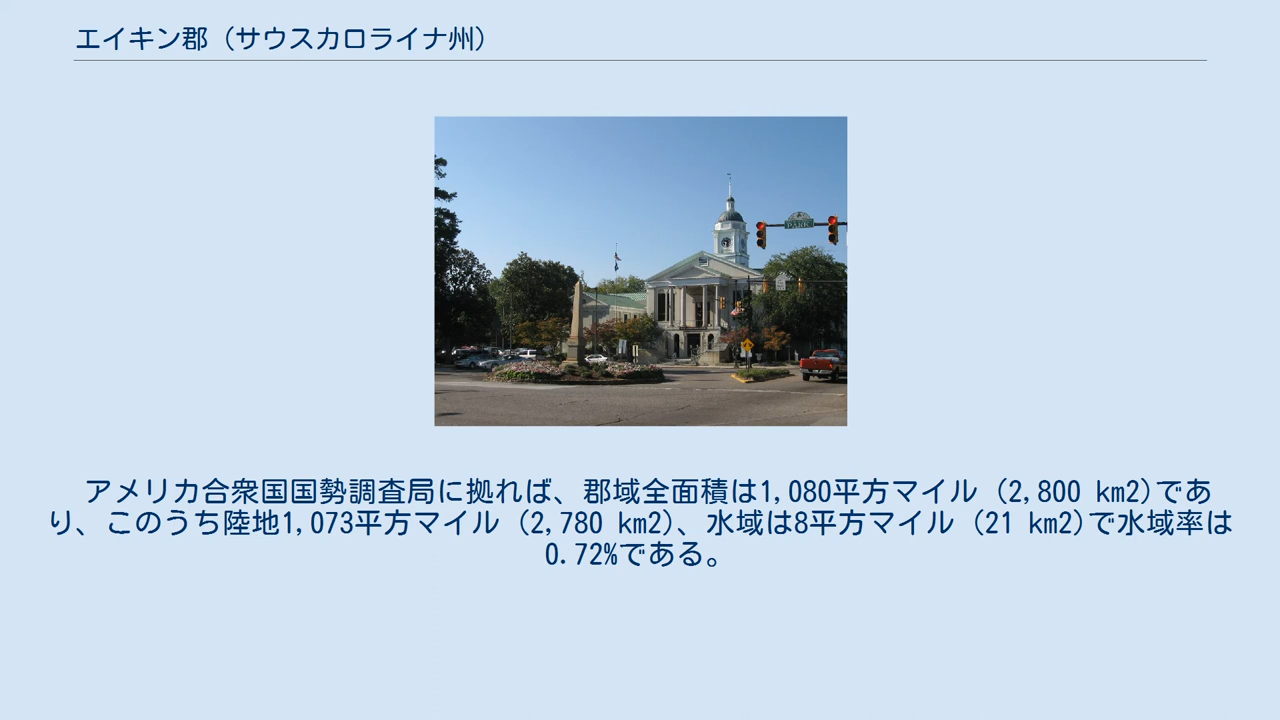 エイキン郡（サウスカロライナ州）
アメリカ合衆国国勢調査局に拠れば、郡域全面積は1,080平方マイル (2,800 km2)であ
り、このうち陸地1,073平方マイル (2,780 km2)、水域は8平方マイル (21 km2)で水域率は
0.72%である。